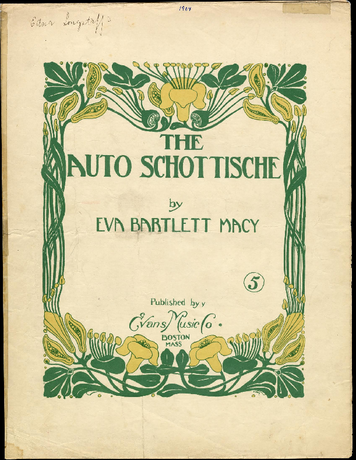 1904
THE
AUTO SCHOTTISCHE
by
EVA BARTLETT MACY
5
Published by
Evans Music Co.
BOSTON
MASS